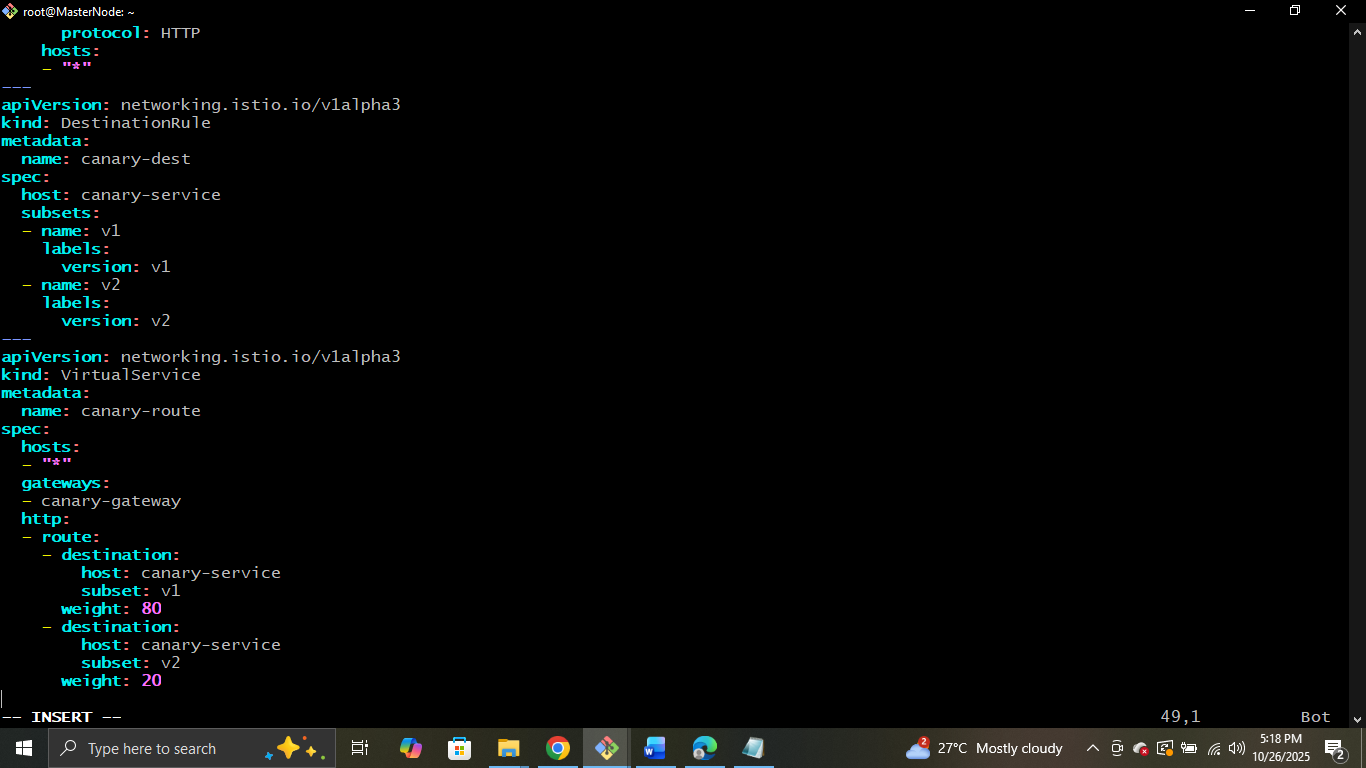 root@MasterNode: ~
      protocol: HTTP
    hosts:
    - "*"
---
apiVersion: networking.istio.io/v1alpha3
kind: DestinationRule
metadata:
  name: canary-dest
spec:
  host: canary-service
  subsets:
  - name: v1
    labels:
      version: v1
  - name: v2
    labels:
      version: v2
---
apiVersion: networking.istio.io/v1alpha3
kind: VirtualService
metadata:
  name: canary-route
spec:
  hosts:
  - "*"
  gateways:
  - canary-gateway
  http:
  - route:
    - destination:
        host: canary-service
        subset: v1
      weight: 80
    - destination:
        host: canary-service
        subset: v2
      weight: 20
-- INSERT -- 49,1 Bot
Type here to search
2
27°C Mostly cloudy
5:18 PM
10/26/2025
2